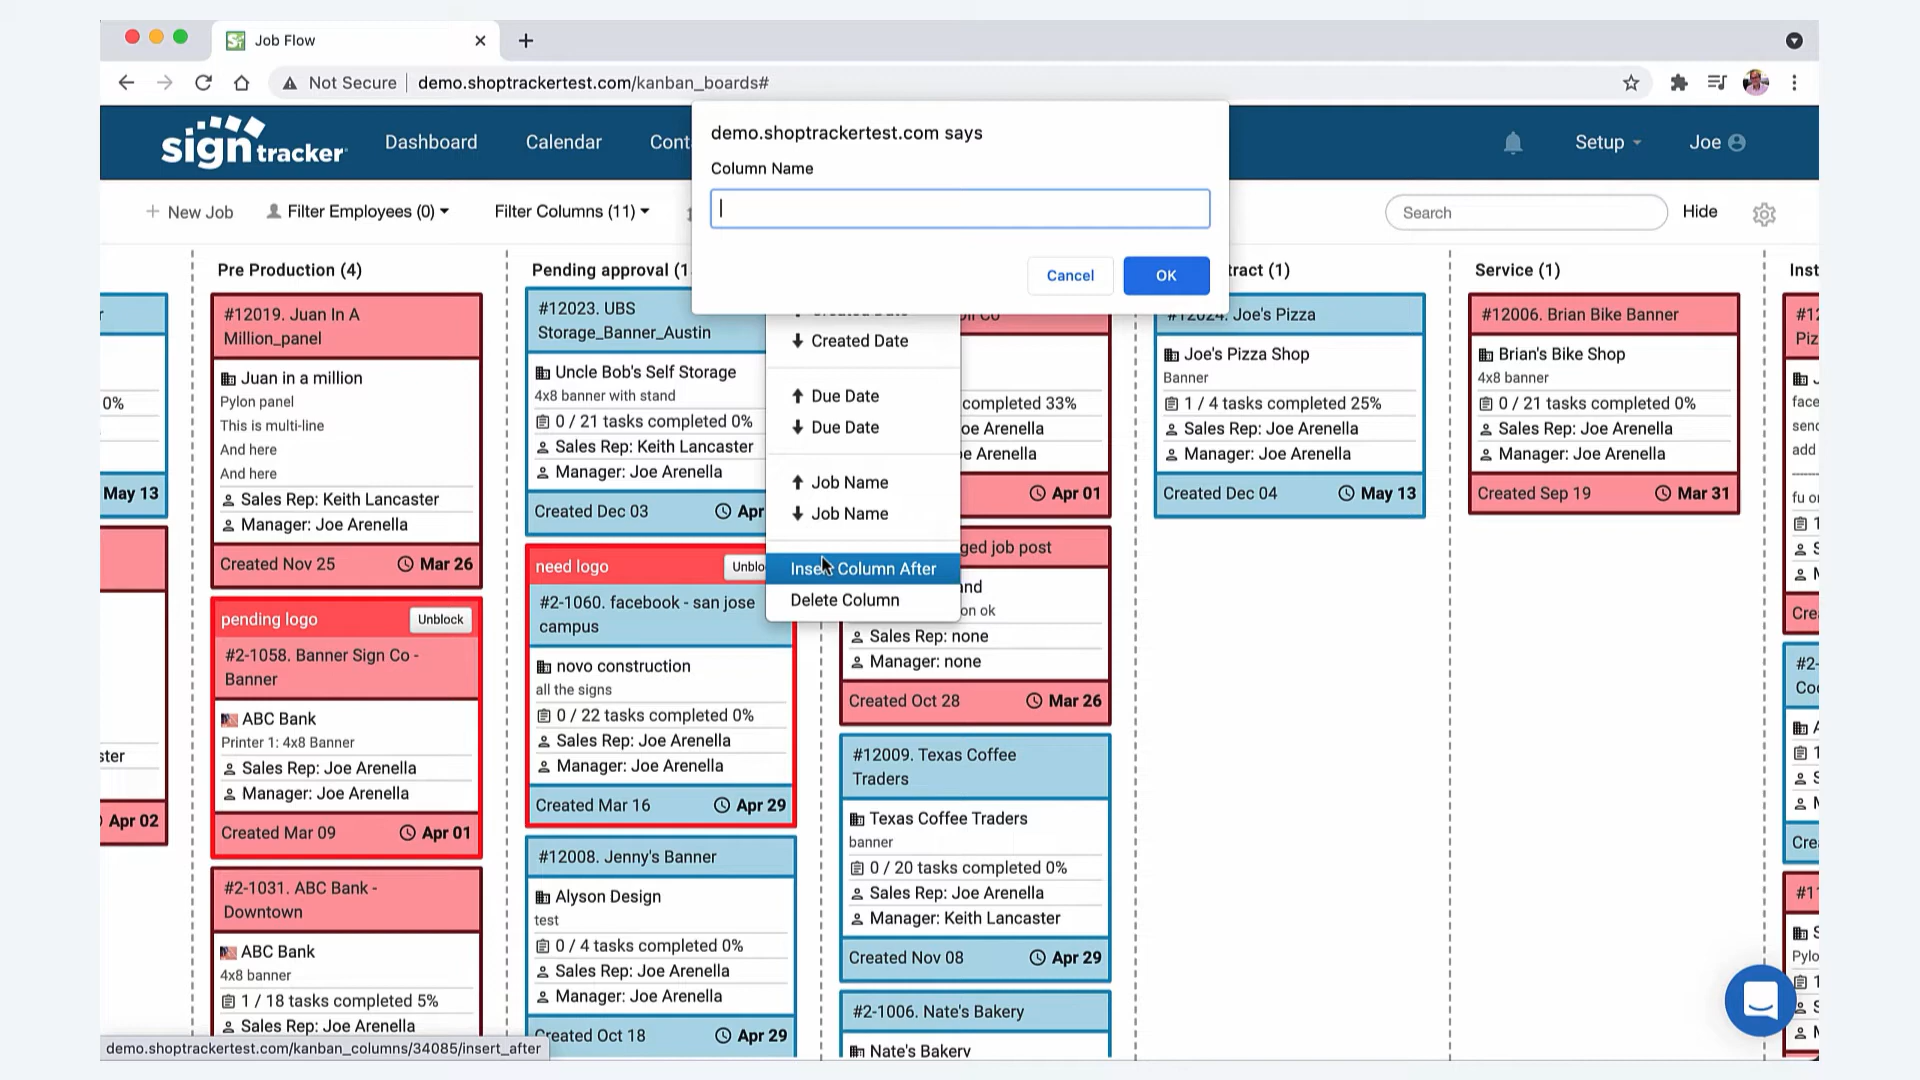 Job Flow
Not Secure
demo.shoptrackertest.com/kanban_boards#
sign tracker
Dashboard
Calendar
Cont
Setup
Joe
demo.shoptrackertest.com says
Column Name
Cancel
OK
New Job
Filter Employees (0)
Filter Columns (11)
Search
Hide
0%
May 13
ster
Apr 02
Pre Production (4)
#12019. Juan In A
Million_panel
Juan in a million
Pylon panel
This is multi-line
And here
And here
Sales Rep: Keith Lancaster
Manager: Joe Arenella
Created Nov 25
Mar 26
pending logo
Unblock
#2-1058. Banner Sign Co -
Banner
ABC Bank
Printer 1: 4x8 Banner
Sales Rep: Joe Arenella
Manager: Joe Arenella
Created Mar 09
Apr 01
#2-1031. ABC Bank -
Downtown
ABC Bank
4x8 banner
1 / 18 tasks completed 5%
Sales Rep: Joe Arenella
Pending approval (1
#12023. UBS
Storage_Banner_Austin
Uncle Bob's Self Storage
4x8 banner with stand
0 / 21 tasks completed 0%
Sales Rep: Keith Lancaster
Manager: Joe Arenella
Created Dec 03
Apr
need logo
Unblo
#2-1060. facebook - san jose
campus
novo construction
all the signs
0 / 22 tasks completed 0%
Sales Rep: Joe Arenella
Manager: Joe Arenella
Created Mar 16
Apr 29
#12008. Jenny's Banner
Alyson Design
test
0 / 4 tasks completed 0%
Sales Rep: Joe Arenella
Manager: Joe Arenella
Created Oct 18
Apr 29
Created Date
Due Date
Due Date
Job Name
Job Name
Insert Column After
Delete Column
completed 33%
oe Arenella
e Arenella
Apr 01
ged job post
nd
on ok
Sales Rep: none
Manager: none
Created Oct 28
Mar 26
#12009. Texas Coffee
Traders
Texas Coffee Traders
banner
0 / 20 tasks completed 0%
Sales Rep: Joe Arenella
Manager: Keith Lancaster
Created Nov 08
Apr 29
#2-1006. Nate's Bakery
Nate's Bakery
tract (1)
#12024. Joe's Pizza
Joe's Pizza Shop
Banner
1 / 4 tasks completed 25%
Sales Rep: Joe Arenella
Manager: Joe Arenella
Created Dec 04
May 13
Service (1)
#12006. Brian Bike Banner
Brian's Bike Shop
4x8 banner
0 / 21 tasks completed 0%
Sales Rep: Joe Arenella
Manager: Joe Arenella
Created Sep 19
Mar 31
Inst
#12
Piz
face
send
add
fu o
Cre
#2-
Coo
Cre
#11
Pylo
demo.shoptrackertest.com/kanban_columns/34085/insert_after